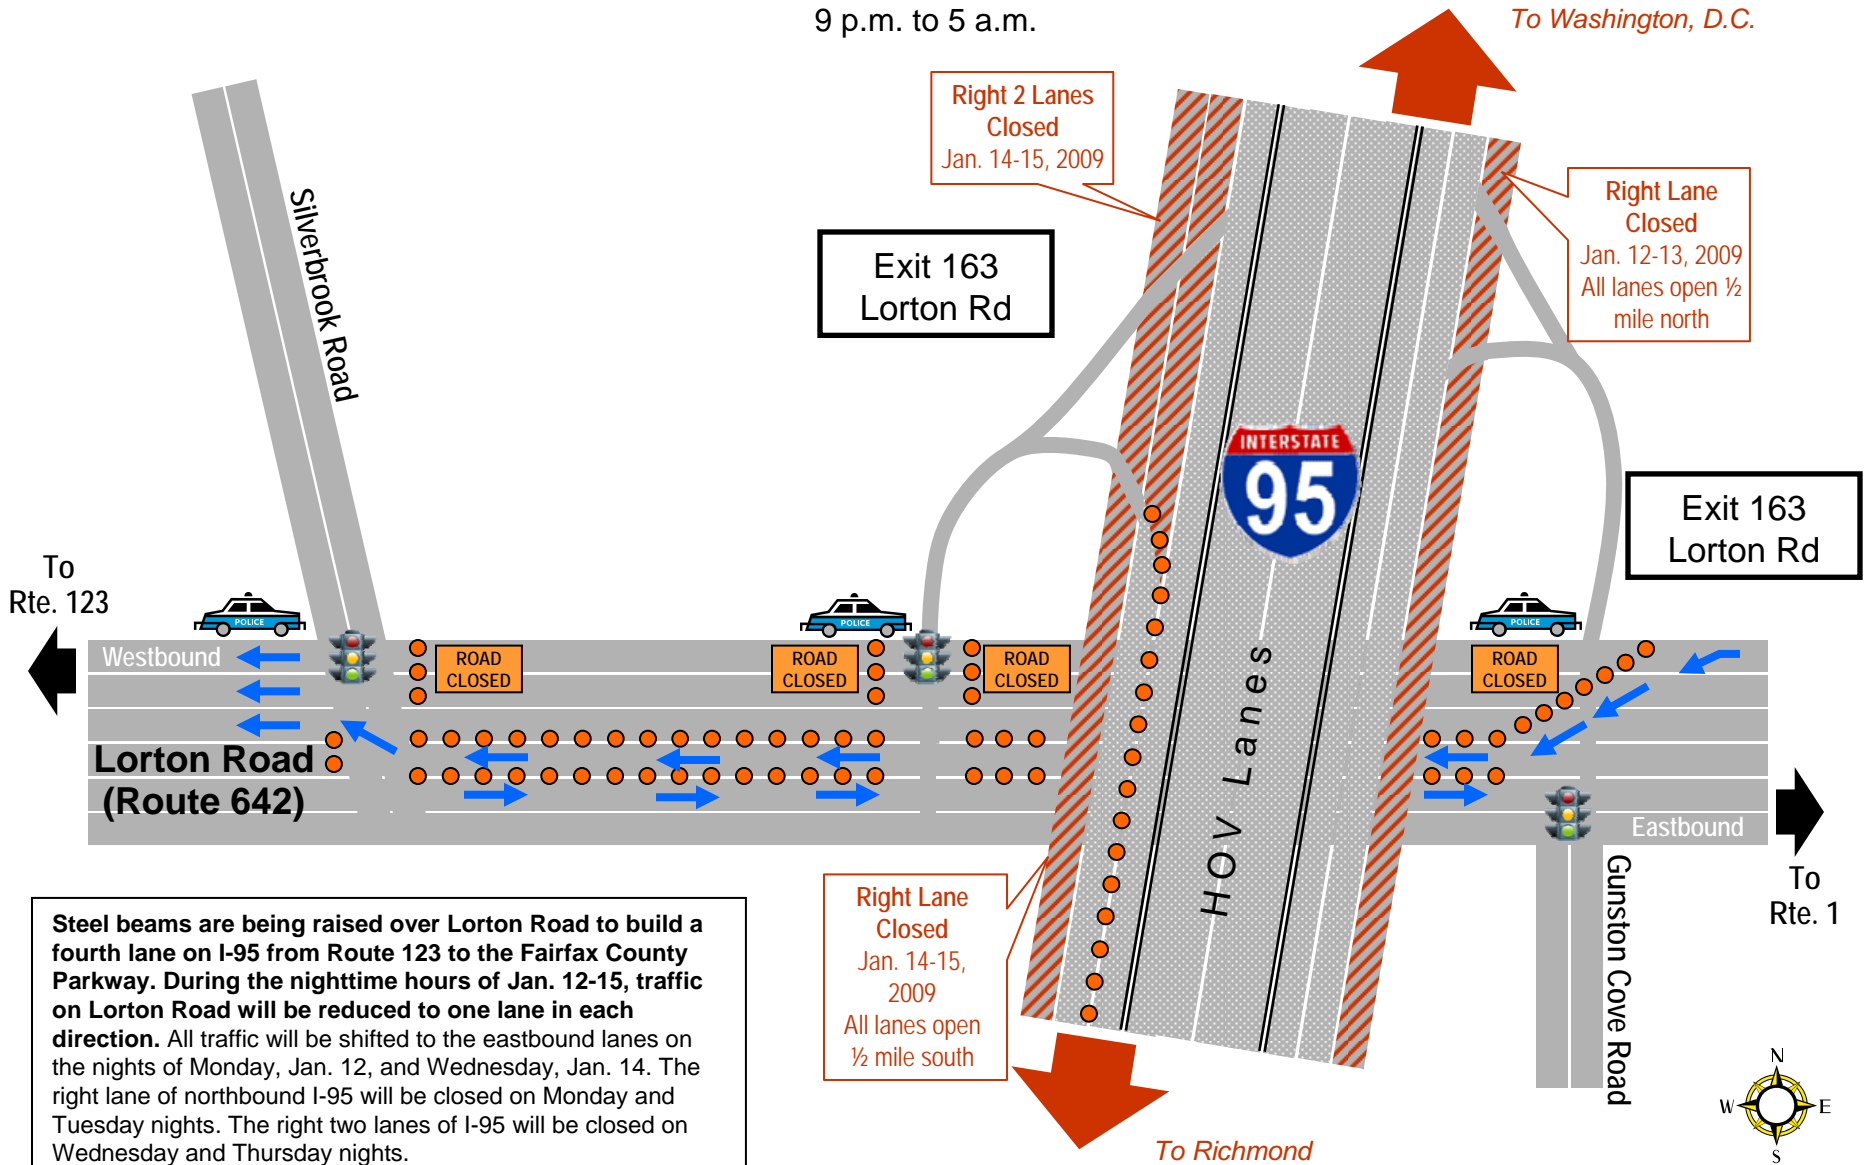 9 p.m. to 5 a.m.
To Washington, D.C.
Right 2 Lanes
Closed
Jan. 14-15, 2009
Right Lane
Closed
Jan. 12-13, 2009
All lanes open ½
mile north
Silverbrook Road
Exit 163
Lorton Rd
INTERSTATE
95
Exit 163
Lorton Rd
To
Rte. 123
POLICE
POLICE
POLICE
Westbound
ROAD
CLOSED
ROAD
CLOSED
ROAD
CLOSED
ROAD
CLOSED
HOV Lanes
Lorton Road
(Route 642)
Eastbound
To
Rte. 1
Gunston Cove Road
Right Lane
Closed
Jan. 14-15,
2009
All lanes open
½ mile south
Steel beams are being raised over Lorton Road to build a
fourth lane on I-95 from Route 123 to the Fairfax County
Parkway. During the nighttime hours of Jan. 12-15, traffic
on Lorton Road will be reduced to one lane in each
direction. All traffic will be shifted to the eastbound lanes on
the nights of Monday, Jan. 12, and Wednesday, Jan. 14. The
right lane of northbound I-95 will be closed on Monday and
Tuesday nights. The right two lanes of I-95 will be closed on
Wednesday and Thursday nights.
To Richmond
N
W E
S